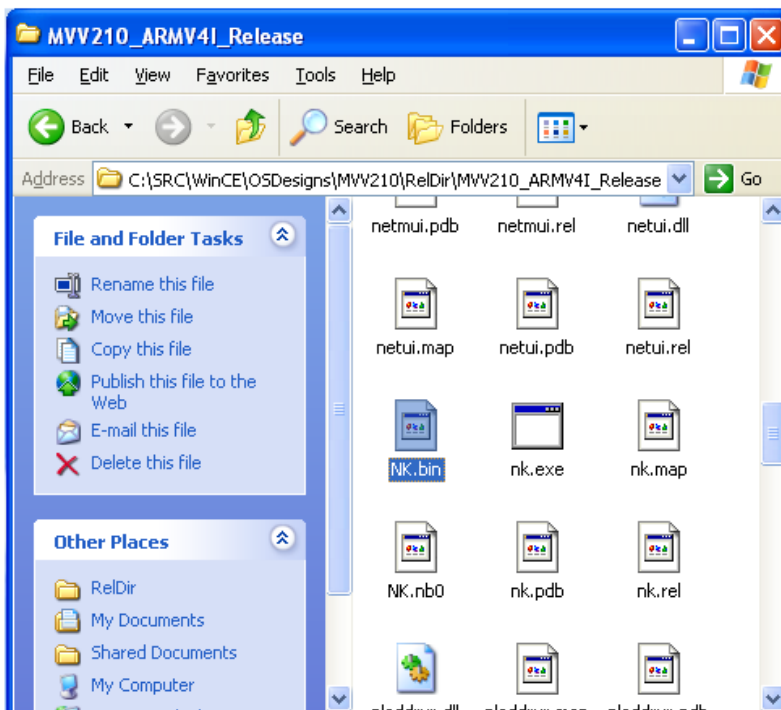 MVV210_ARMV4I_Release
File Edit View Favorites Tools Help
Back Search Folders
Address C:\SRC\WinCE\OSDesigns\MVV210\RelDir\MVV210_ARMV4I_Release Go
File and Folder Tasks
Rename this file
Move this file
Copy this file
Publish this file to the
Web
E-mail this file
Delete this file
Other Places
RelDir
My Documents
Shared Documents
My Computer
netmui.pdb netmui.rel netui.dll
netui.map netui.pdb netui.rel
NK.bin nk.exe nk.map
NK.nb0 nk.pdb nk.rel